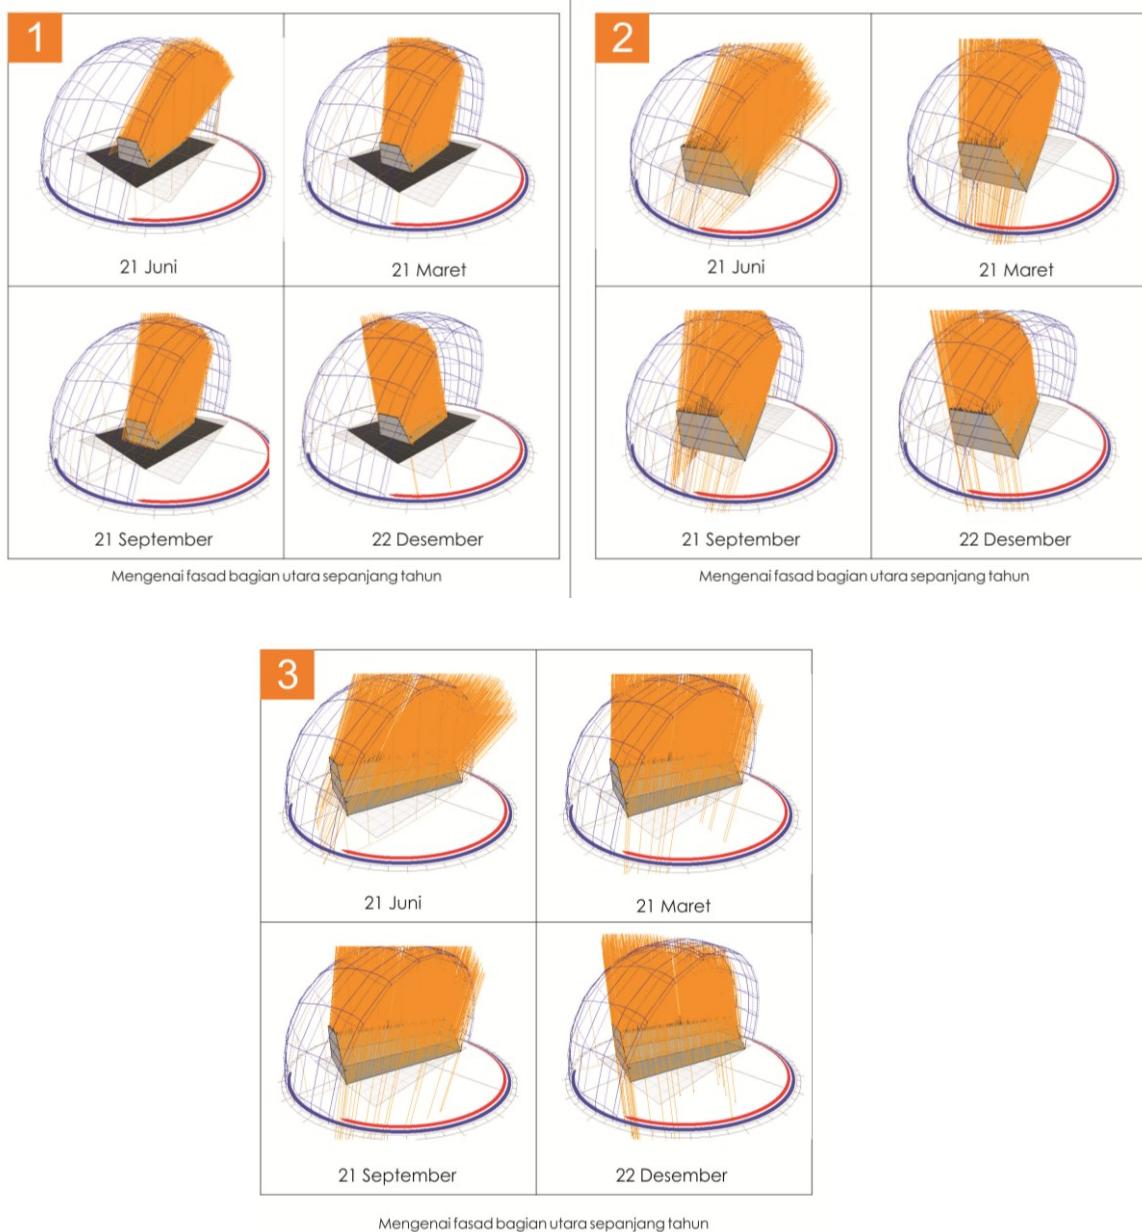 1
21 Juni
21 Maret
21 September
22 Desember
Mengenai fasad bagian utara sepanjang tahun
2
21 Juni
21 Maret
21 September
22 Desember
Mengenai fasad bagian utara sepanjang tahun
3
21 Juni
21 Maret
21 September
22 Desember
Mengenai fasad bagian utara sepanjang tahun